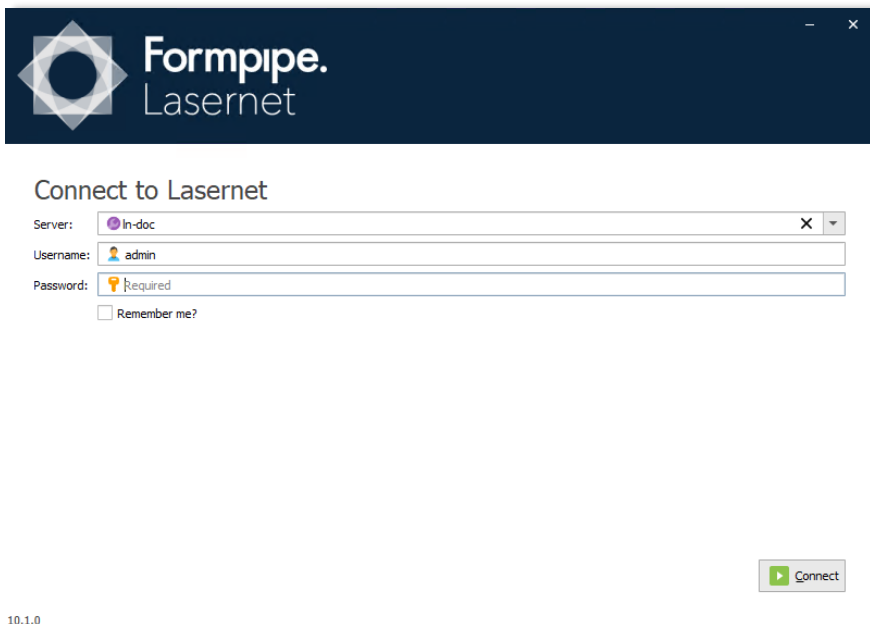 Formpipe.
Lasernet
Connect to Lasernet
Server: ln-doc
Username: admin
Password: Required
Remember me?
Connect
10.1.0